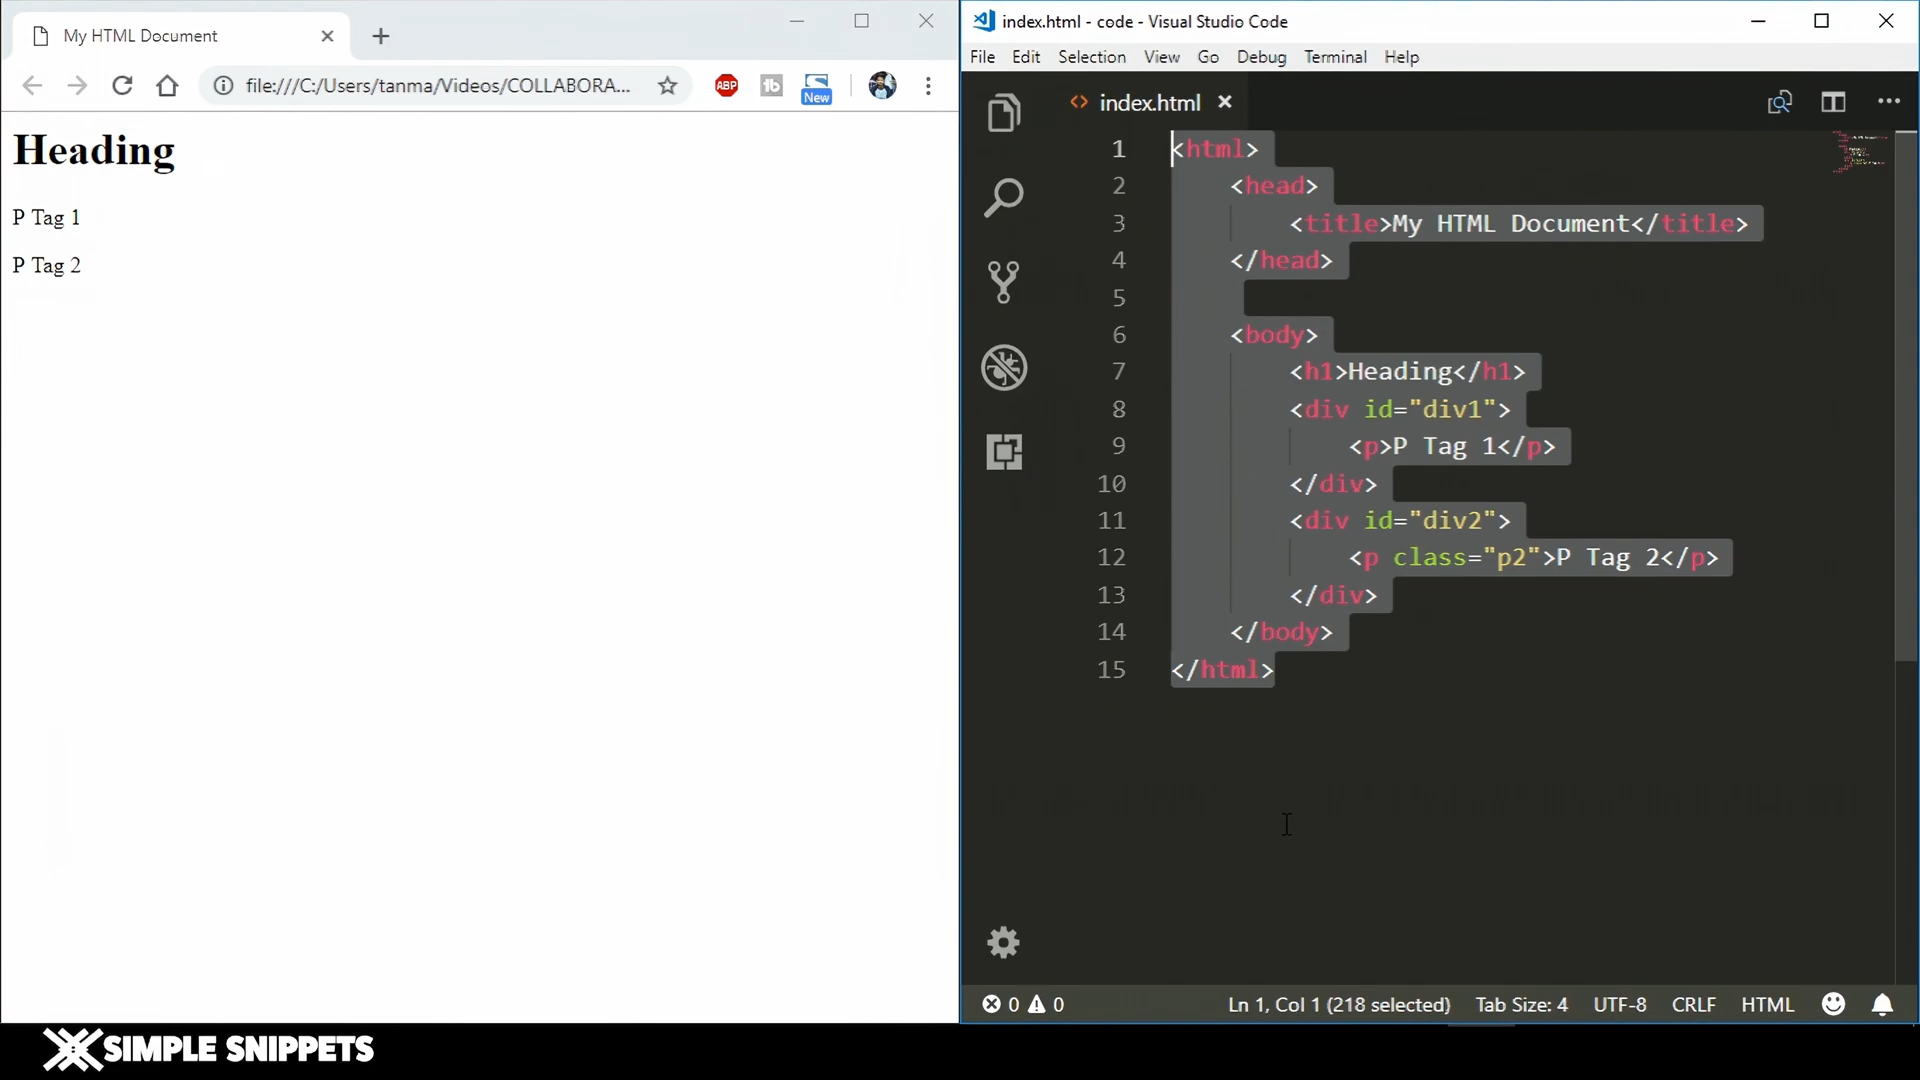 My HTML Document
file:///C:/Users/tanma/Videos/COLLABORA...
ABP
tb
New
Heading
P Tag 1
P Tag 2
index.html - code - Visual Studio Code
File Edit Selection View Go Debug Terminal Help
index.html
1 <html>
2 <head>
3 <title>My HTML Document</title>
4 </head>
5
6 <body>
7 <h1>Heading</h1>
8 <div id="div1">
9 <p>P Tag 1</p>
10 </div>
11 <div id="div2">
12 <p class="p2">P Tag 2</p>
13 </div>
14 </body>
15 </html>
0 0 Ln 1, Col 1 (218 selected) Tab Size: 4 UTF-8 CRLF HTML
SIMPLE SNIPPETS